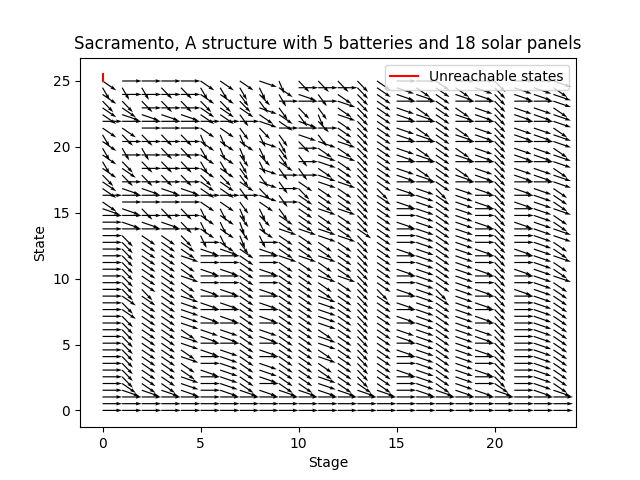 Sacramento, A structure with 5 batteries and 18 solar panels
Unreachable states
25
20
15
10
5
0
State
0 5 10 15 20
Stage